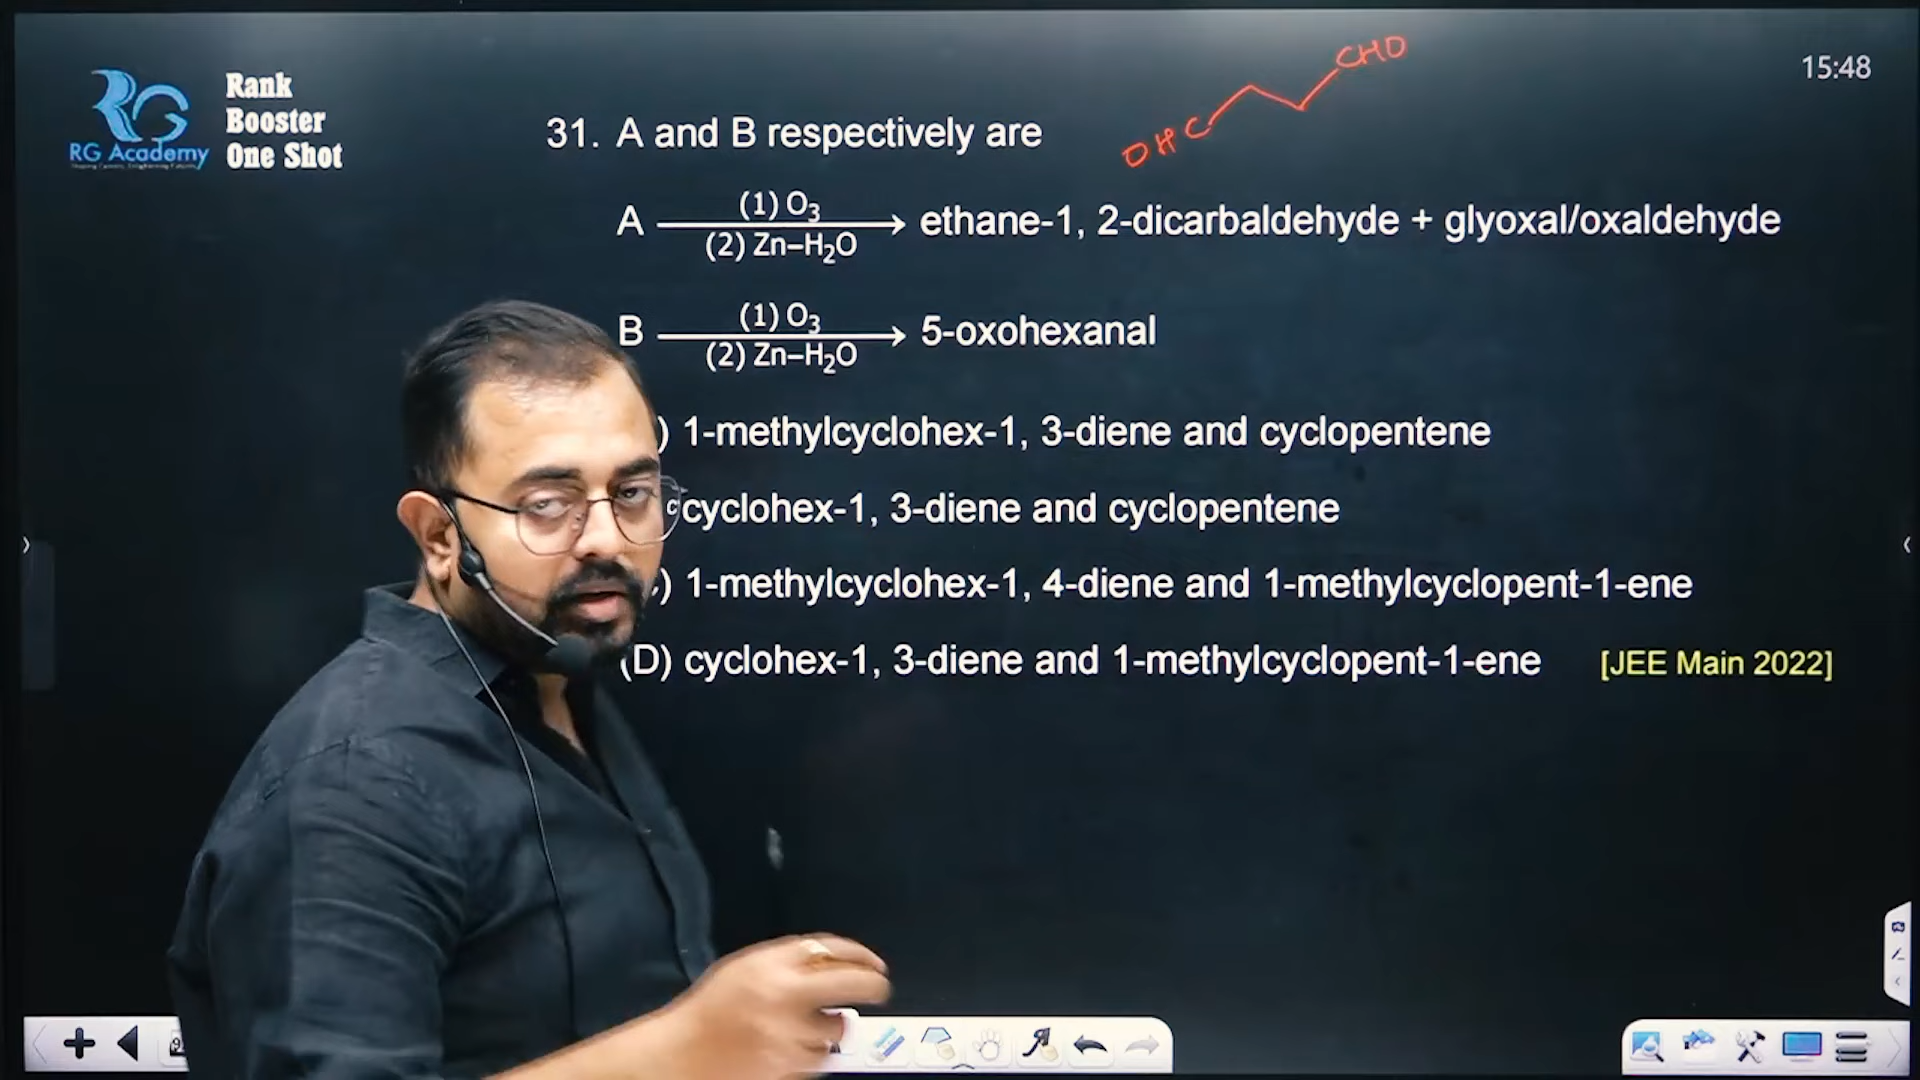 Rank
Booster
One Shot
RG Academy
15:48
OHC CHO
31. A and B respectively are
A (1) O₃ (2) Zn–H₂O → ethane-1, 2-dicarbaldehyde + glyoxal/oxaldehyde
B (1) O₃ (2) Zn–H₂O → 5-oxohexanal
) 1-methylcyclohex-1, 3-diene and cyclopentene
cyclohex-1, 3-diene and cyclopentene
) 1-methylcyclohex-1, 4-diene and 1-methylcyclopent-1-ene
(D) cyclohex-1, 3-diene and 1-methylcyclopent-1-ene [JEE Main 2022]